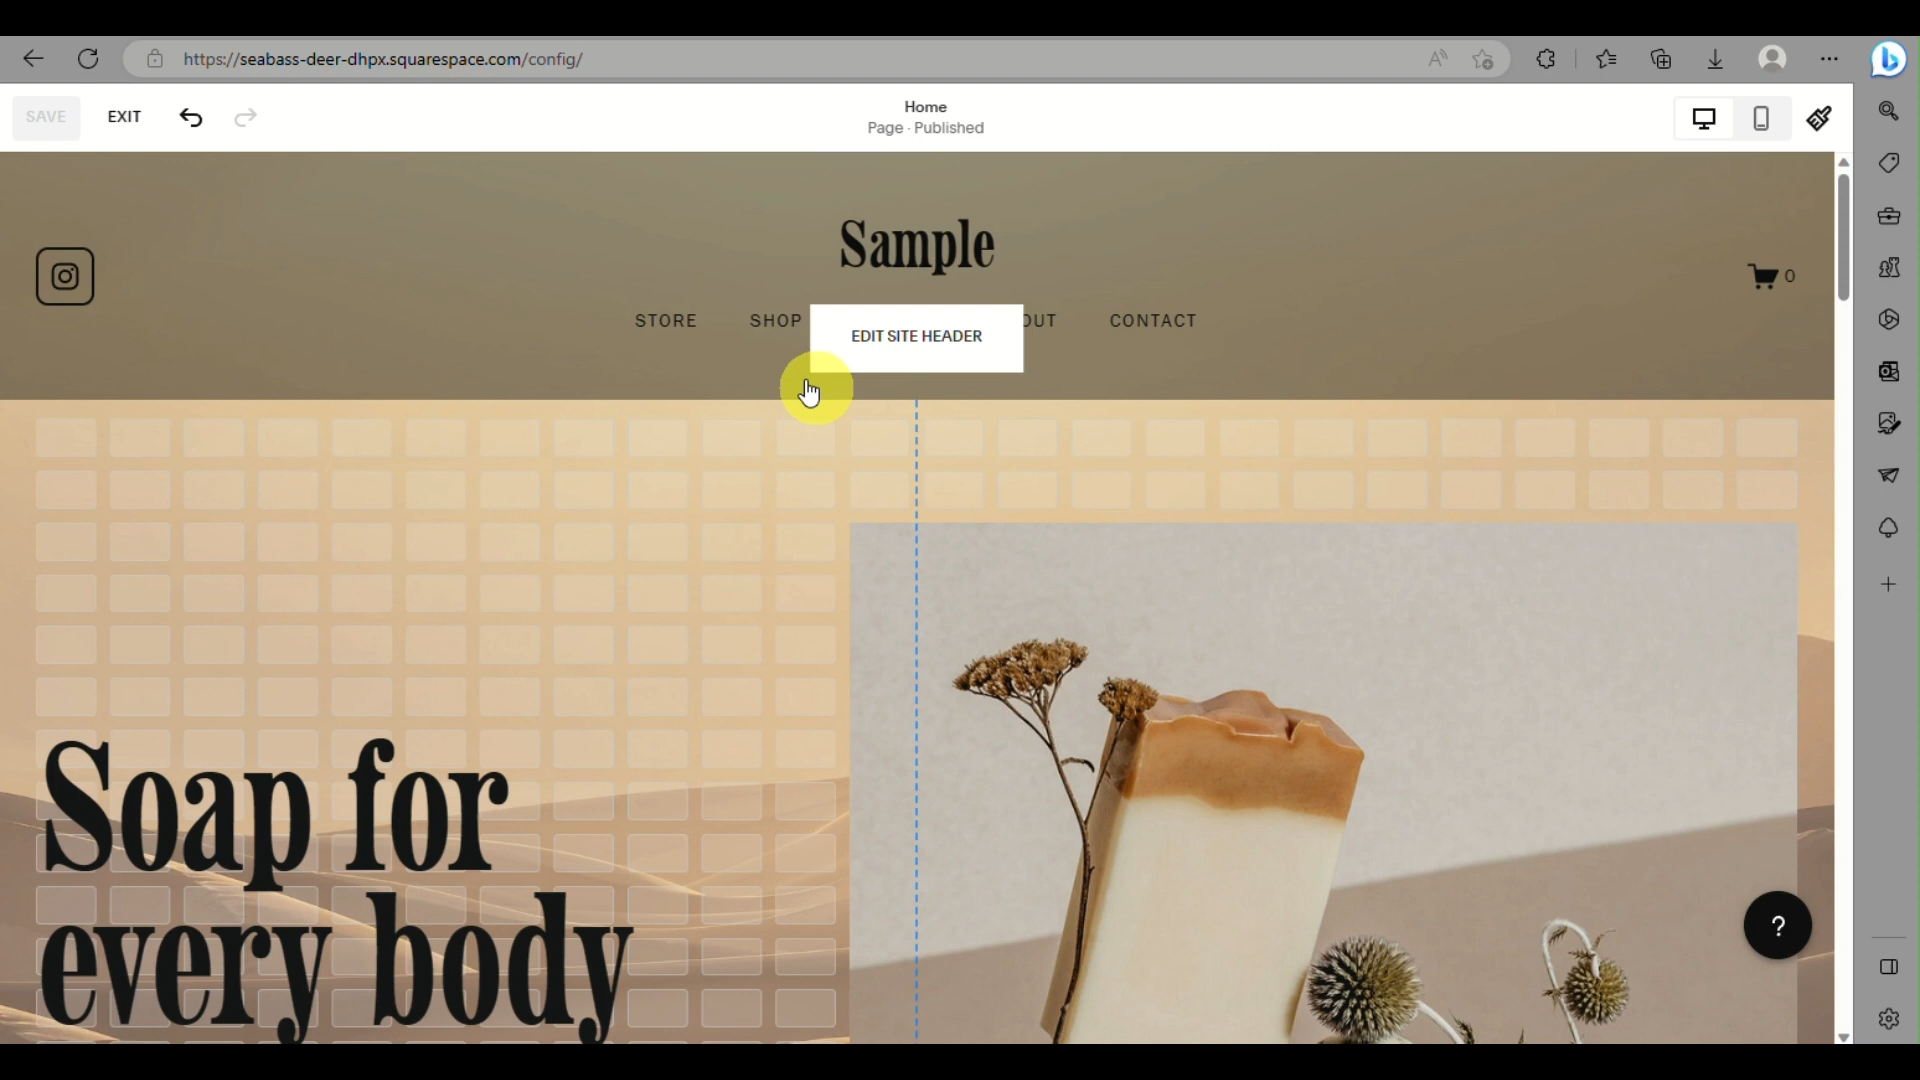 https://seabass-deer-dhpx.squarespace.com/config/
SAVE
EXIT
Home
Page · Published
Sample
0
STORE
SHOP
OUT
CONTACT
EDIT SITE HEADER
Soap for
every body
?